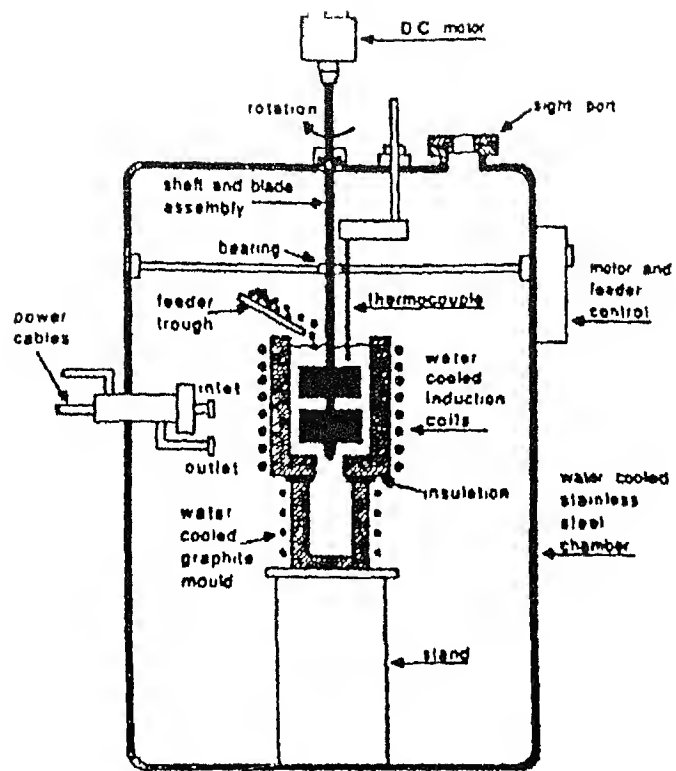 DC motor
sight port
rotation
shaft and blade
assembly
bearing
motor and
feeder
control
thermocouple
feeder
trough
power
cables
water
cooled
induction
coils
inlet
outlet
insulation
water
cooled
graphite
mould
water cooled
stainless
steel
chamber
stand